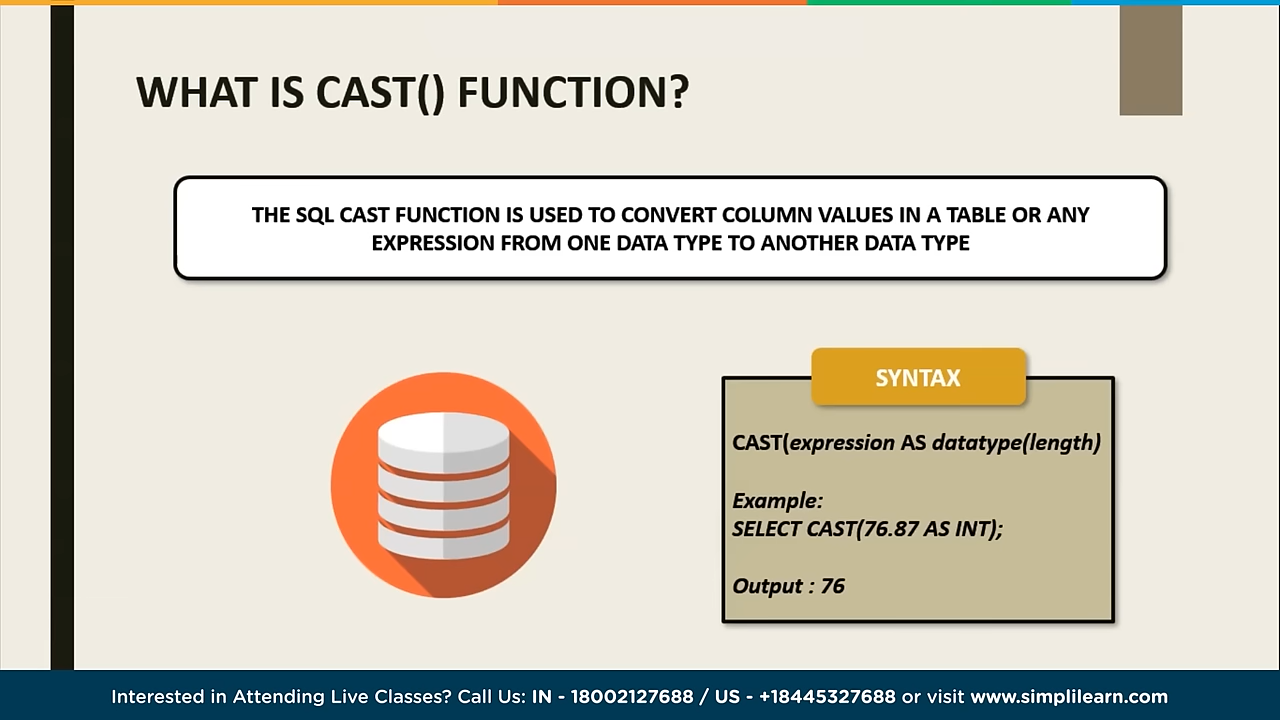 WHAT IS CAST() FUNCTION?
THE SQL CAST FUNCTION IS USED TO CONVERT COLUMN VALUES IN A TABLE OR ANY
EXPRESSION FROM ONE DATA TYPE TO ANOTHER DATA TYPE
SYNTAX
CAST(expression AS datatype(length)
Example:
SELECT CAST(76.87 AS INT);
Output : 76
Interested in Attending Live Classes? Call Us: IN - 18002127688 / US - +18445327688 or visit www.simplilearn.com